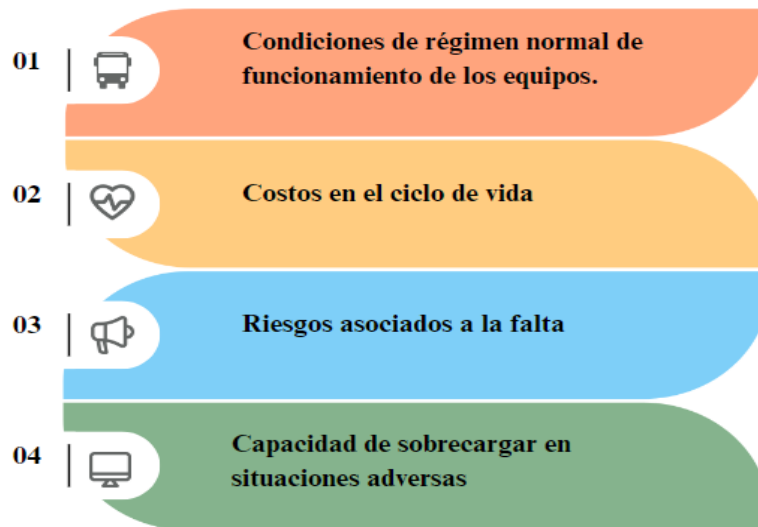 01
Condiciones de régimen normal de
funcionamiento de los equipos.
02
Costos en el ciclo de vida
03
Riesgos asociados a la falta
04
Capacidad de sobrecargar en
situaciones adversas